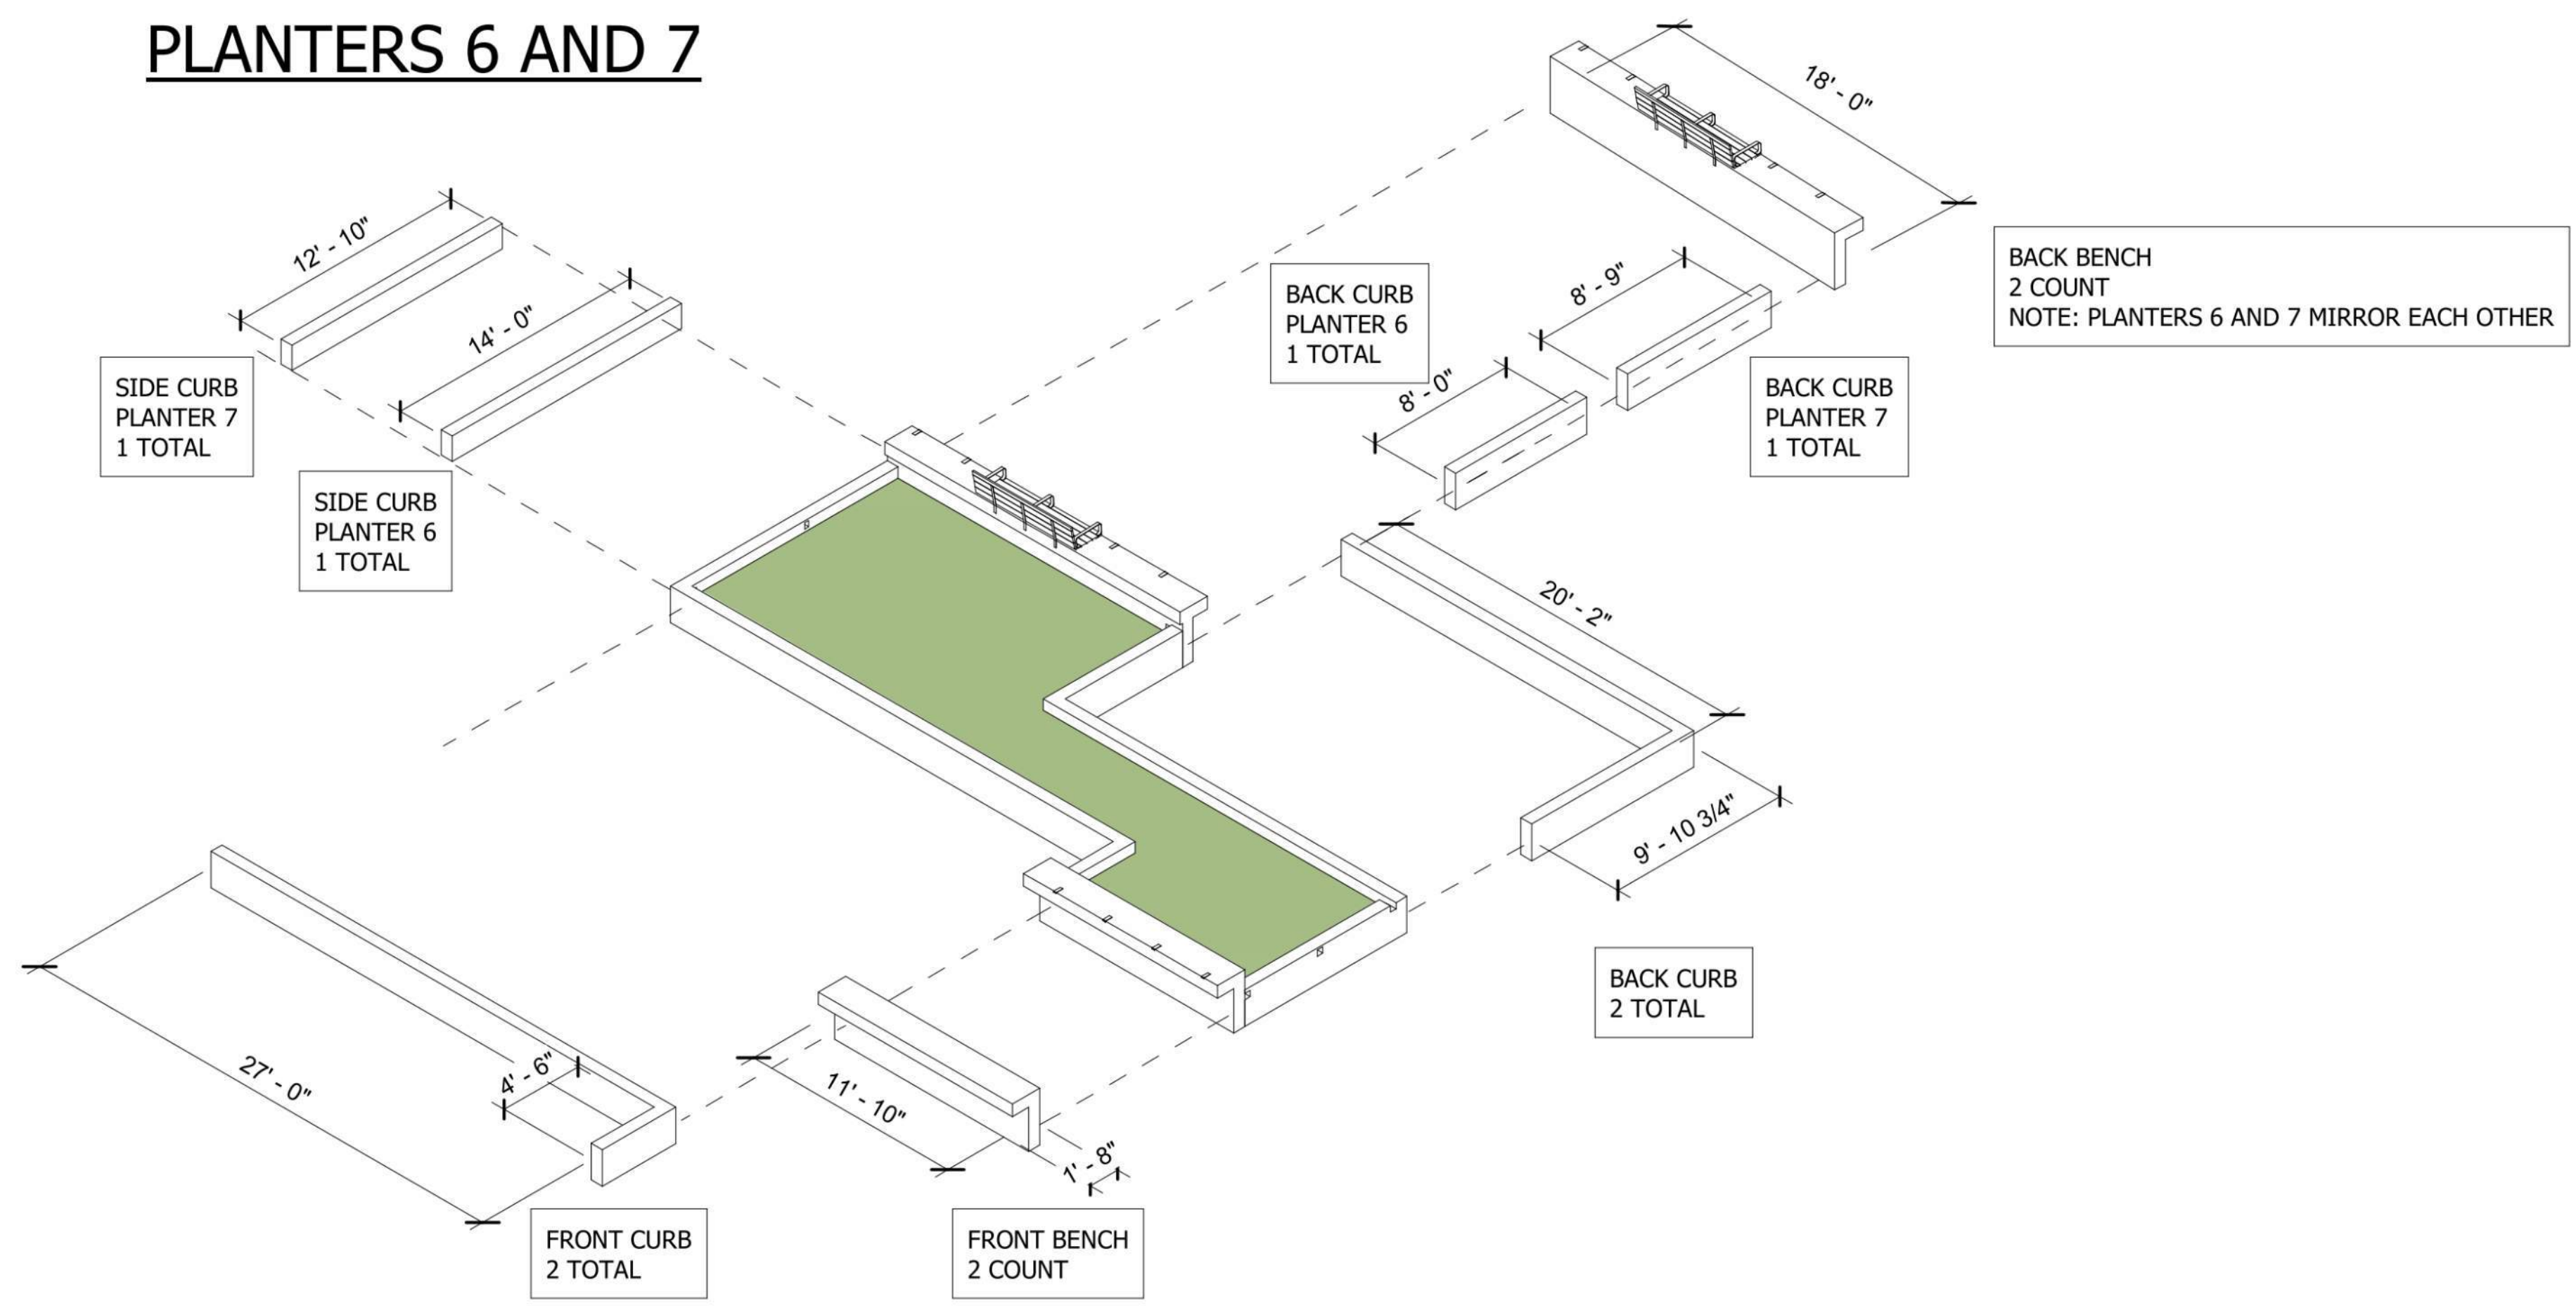 PLANTERS 6 AND 7
18' - 0"
12' - 10"
14' - 0"
SIDE CURB
PLANTER 7
1 TOTAL
SIDE CURB
PLANTER 6
1 TOTAL
BACK CURB
PLANTER 6
1 TOTAL
8' - 9"
8' - 0"
BACK BENCH
2 COUNT
NOTE: PLANTERS 6 AND 7 MIRROR EACH OTHER
BACK CURB
PLANTER 7
1 TOTAL
20' - 2"
9' - 10 3/4"
BACK CURB
2 TOTAL
27' - 0"
4' - 6"
11' - 10"
1' - 8"
FRONT CURB
2 TOTAL
FRONT BENCH
2 COUNT